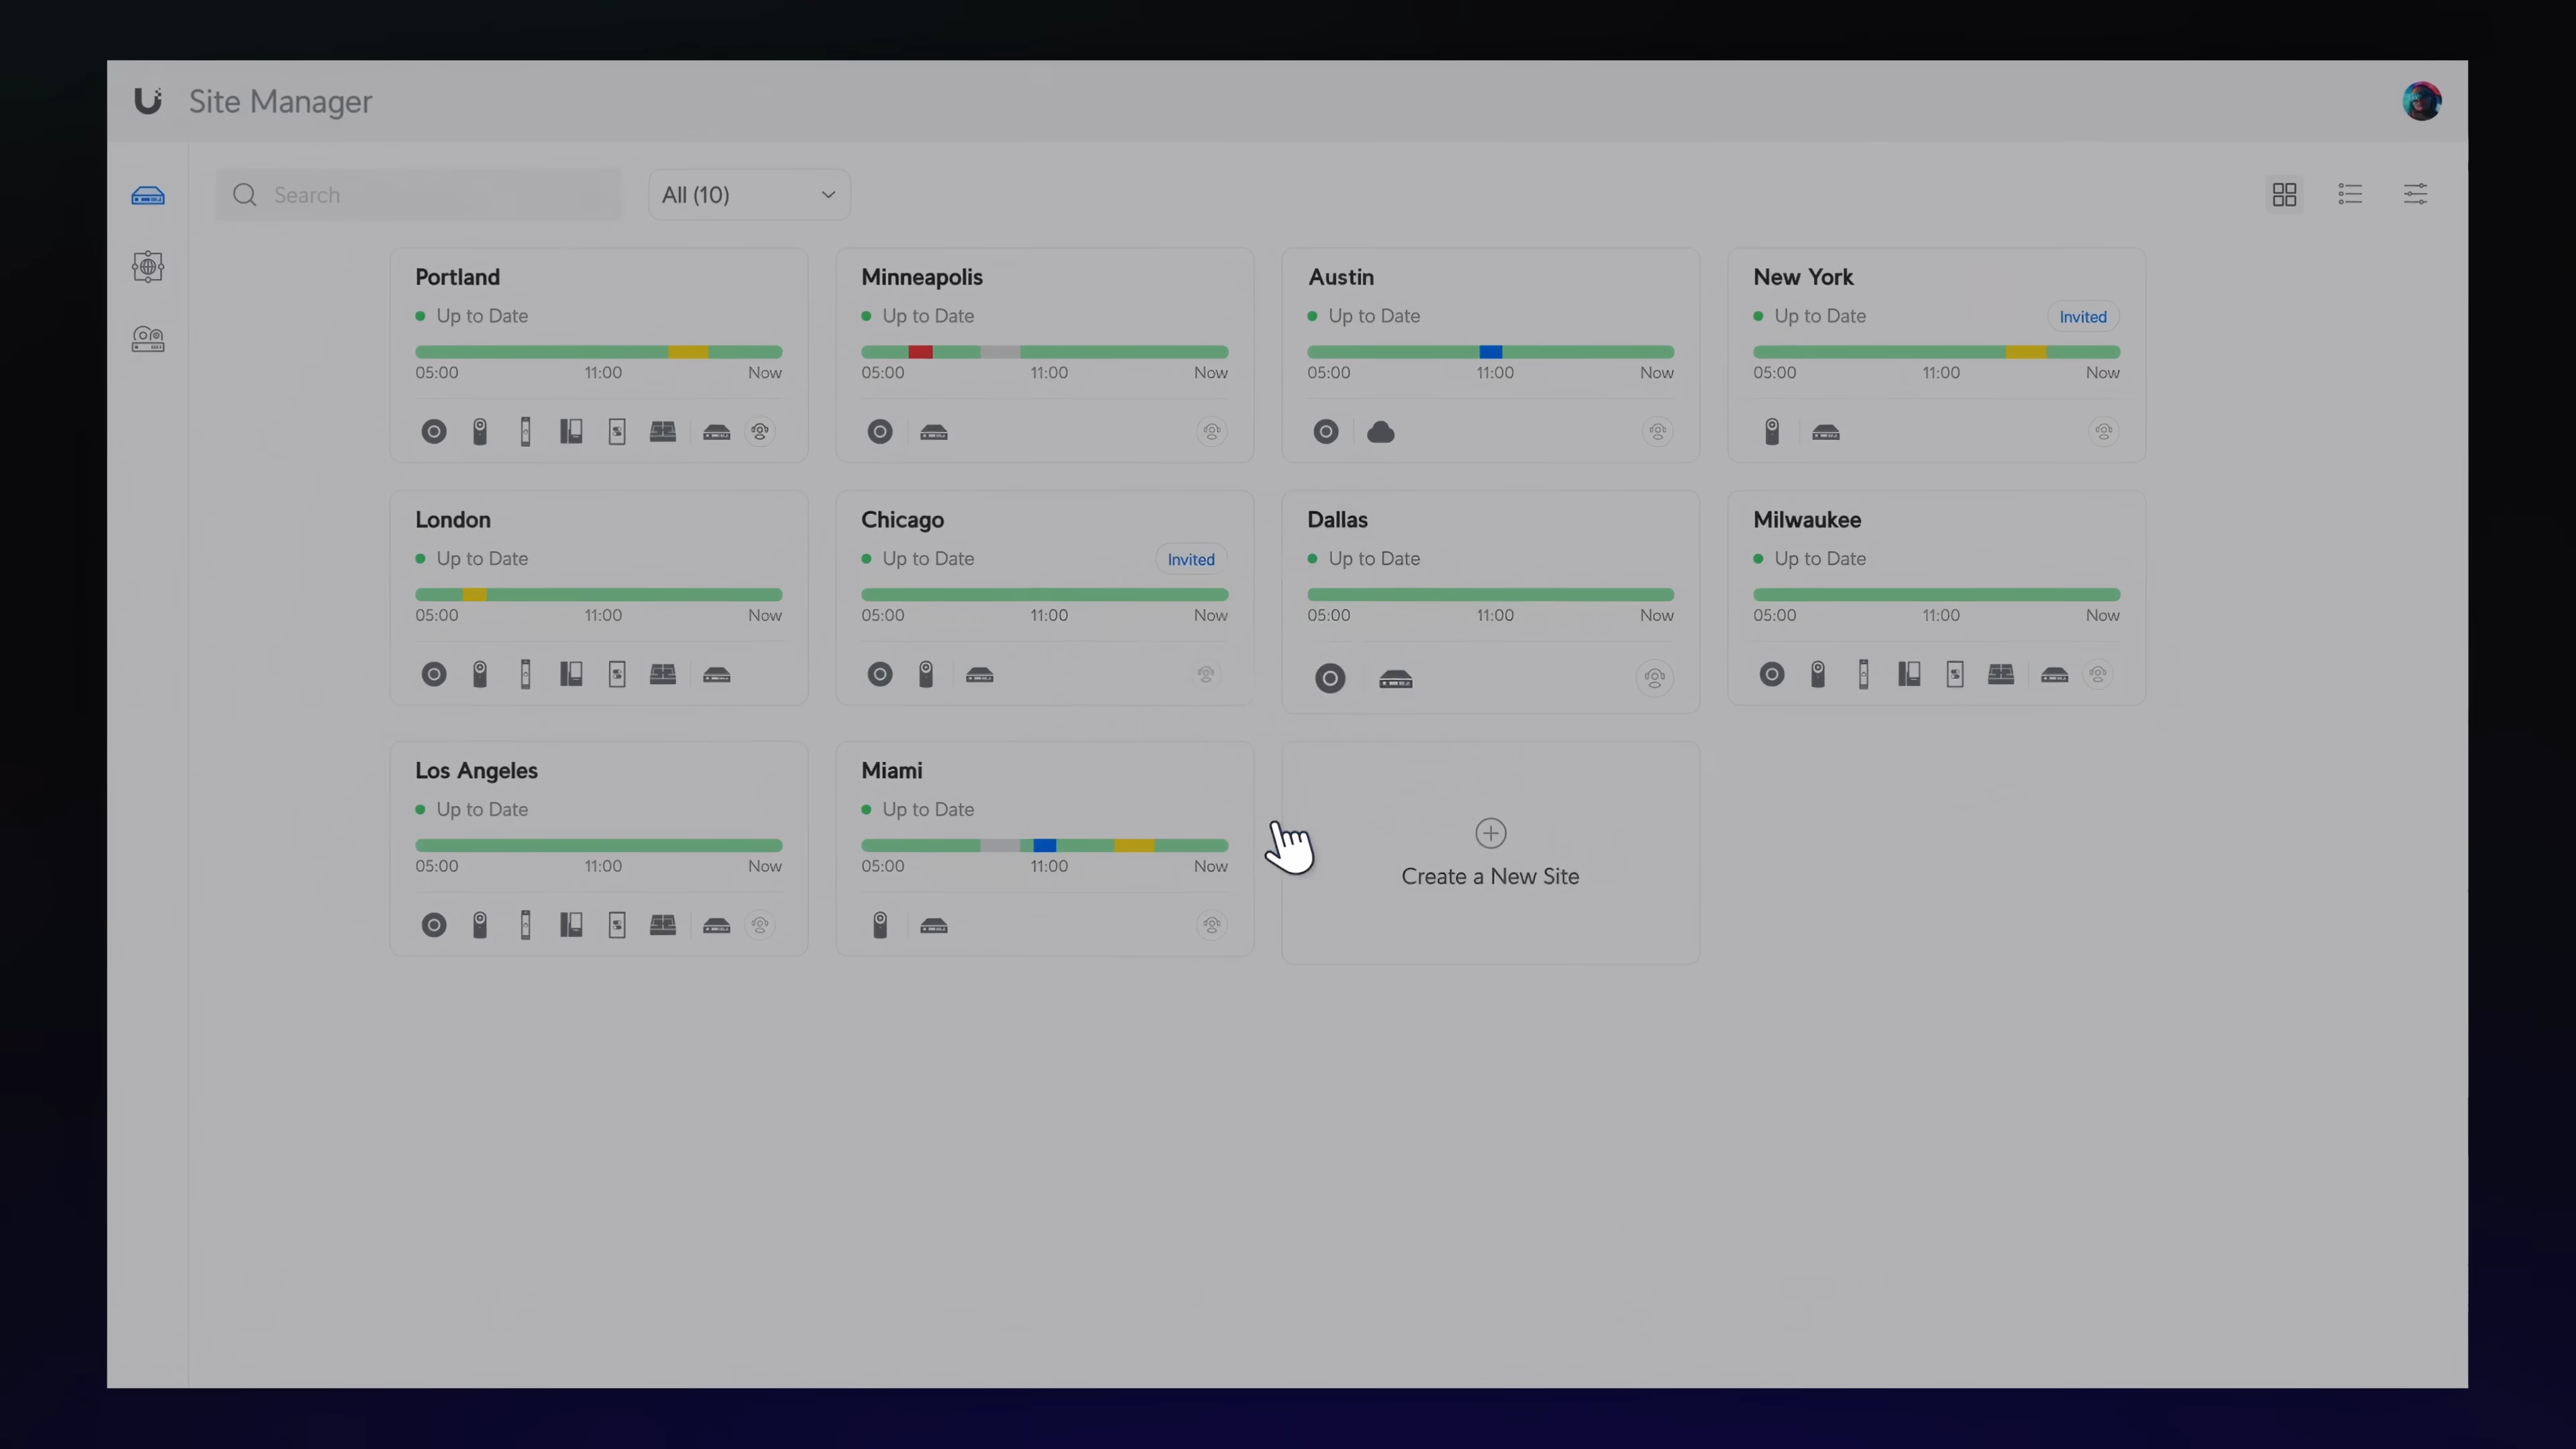 Site Manager
Search
All (10)
Portland
Up to Date
05:00 11:00 Now
Minneapolis
Up to Date
05:00 11:00 Now
Austin
Up to Date
05:00 11:00 Now
New York
Up to Date Invited
05:00 11:00 Now
London
Up to Date
05:00 11:00 Now
Chicago
Up to Date Invited
05:00 11:00 Now
Dallas
Up to Date
05:00 11:00 Now
Milwaukee
Up to Date
05:00 11:00 Now
Los Angeles
Up to Date
05:00 11:00 Now
Miami
Up to Date
05:00 11:00 Now
Create a New Site